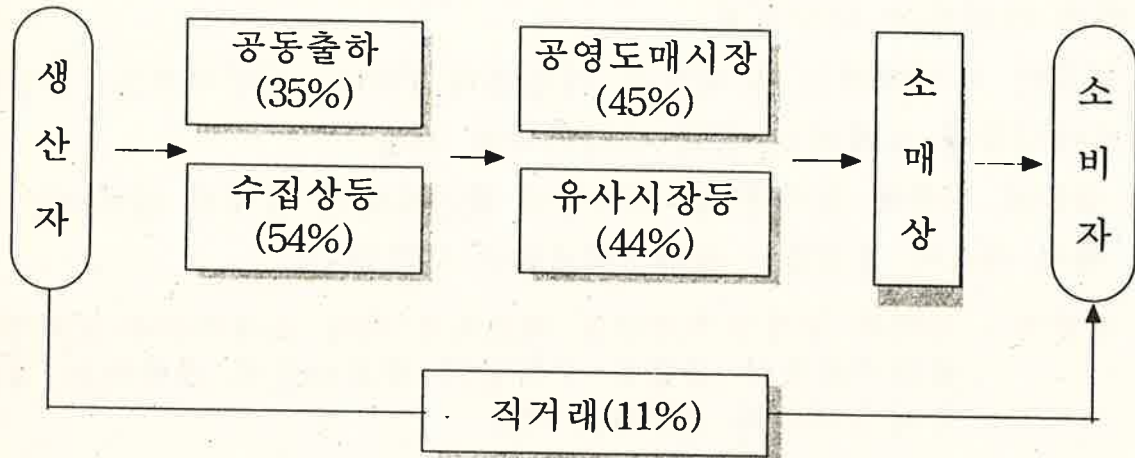 생산자
공동출하
(35%)
수집상등
(54%)
공영도매시장
(45%)
유사시장등
(44%)
소매상
소비자
직거래(11%)